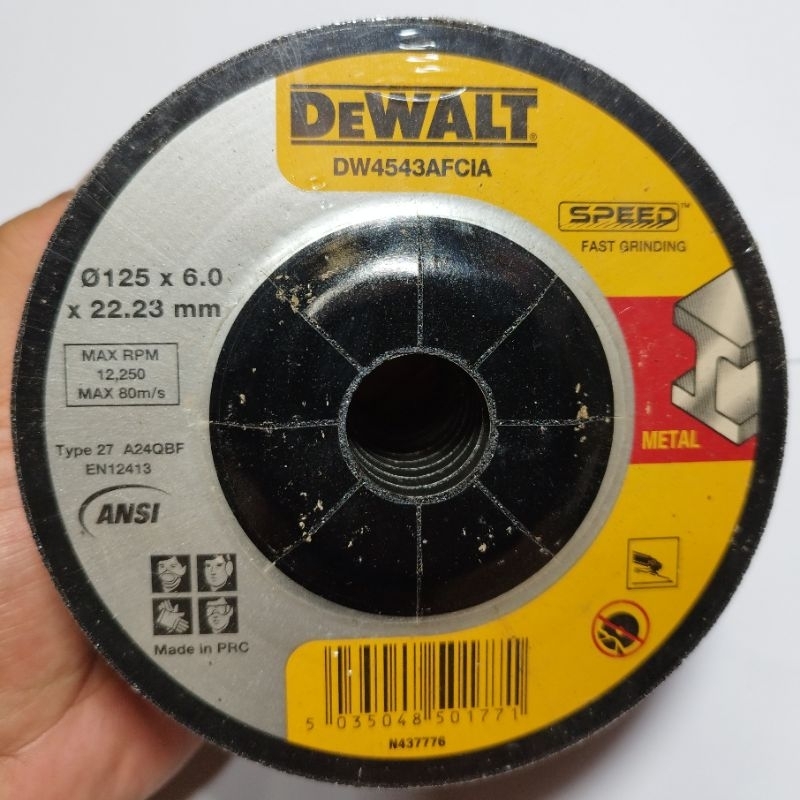 DEWALT®
DW4543AFCIA
SPEED™
FAST GRINDING
Ø125 x 6.0
x 22.23 mm
MAX RPM
12,250
MAX 80m/s
Type 27 A24QBF
EN12413
ANSI
METAL
Made in PRC
5 035048 501771
N437776